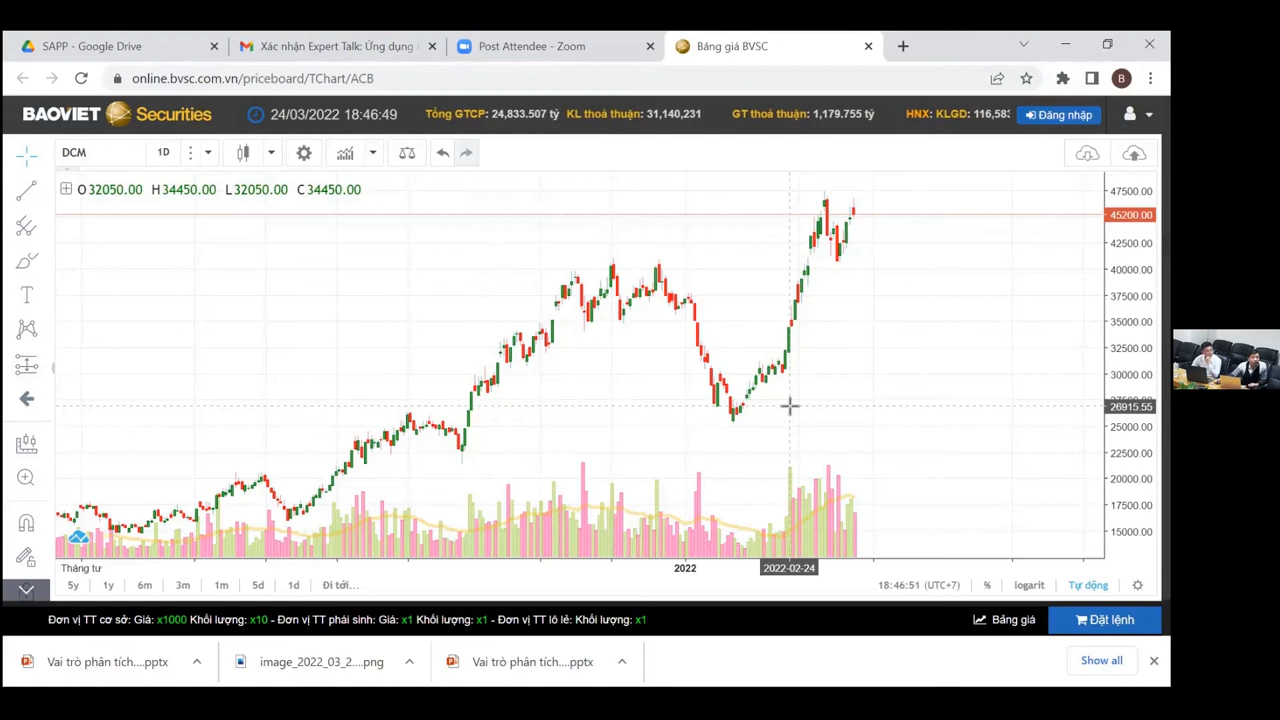 SAPP - Google Drive
Xác nhận Expert Talk: Ứng dụng
Post Attendee - Zoom
Bảng giá BVSC
online.bvsc.com.vn/priceboard/TChart/ACB
B
BAOVIET Securities
24/03/2022 18:46:49
Tổng GTCP: 24,833.507 tỷ KL thoả thuận: 31,140,231
GT thoả thuận: 1,179.755 tỷ
HNX: KLGD: 116,583
Đăng nhập
DCM
1D
O 32050.00 H 34450.00 L 32050.00 C 34450.00
47500.00
45200.00
42500.00
40000.00
37500.00
35000.00
32500.00
30000.00
26915.55
25000.00
22500.00
20000.00
17500.00
15000.00
Tháng tư
2022
2022-02-24
5y 1y 6m 3m 1m 5d 1d Đi tới...
18:46:51 (UTC+7) % logarit Tự động
Đơn vị TT cơ sở: Giá: x1000 Khối lượng: x10 - Đơn vị TT phái sinh: Giá: x1 Khối lượng: x1 - Đơn vị TT lô lẻ: Khối lượng: x1
Bảng giá
Đặt lệnh
Vai trò phân tích....pptx
image_2022_03_2....png
Vai trò phân tích....pptx
Show all